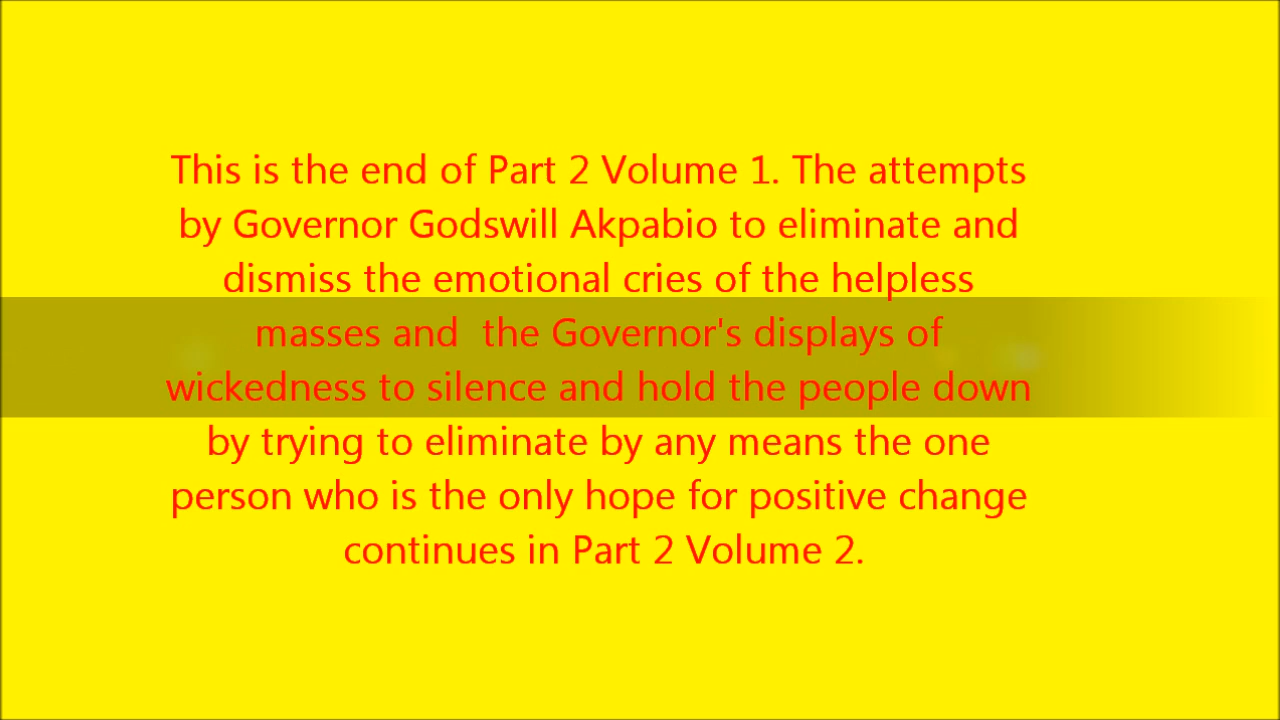 This is the end of Part 2 Volume 1. The attempts
by Governor Godswill Akpabio to eliminate and
dismiss the emotional cries of the helpless
masses and  the Governor's displays of
wickedness to silence and hold the people down
by trying to eliminate by any means the one
person who is the only hope for positive change
continues in Part 2 Volume 2.